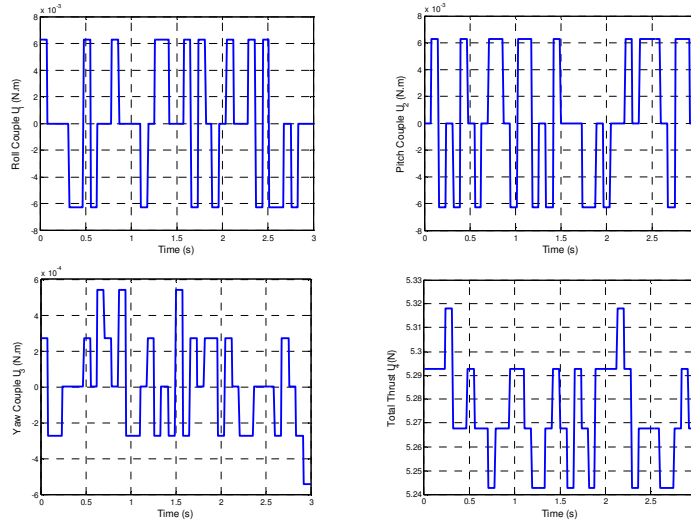 x 10⁻³
8
6
4
2
0
-2
-4
-6
-8
Roll Couple U₁ (N.m)
0 0.5 1 1.5 2 2.5 3
Time (s)
x 10⁻³
8
6
4
2
0
-2
-4
-6
-8
Pitch Couple U₂ (N.m)
0 0.5 1 1.5 2 2.5
Time (s)
x 10⁻⁴
6
4
2
0
-2
-4
-6
Yaw Couple U₃ (N.m)
0 0.5 1 1.5 2 2.5 3
Time (s)
5.33
5.32
5.31
5.3
5.29
5.28
5.27
5.26
5.25
5.24
Total Thrust U₄(N)
0 0.5 1 1.5 2 2.5
Time (s)